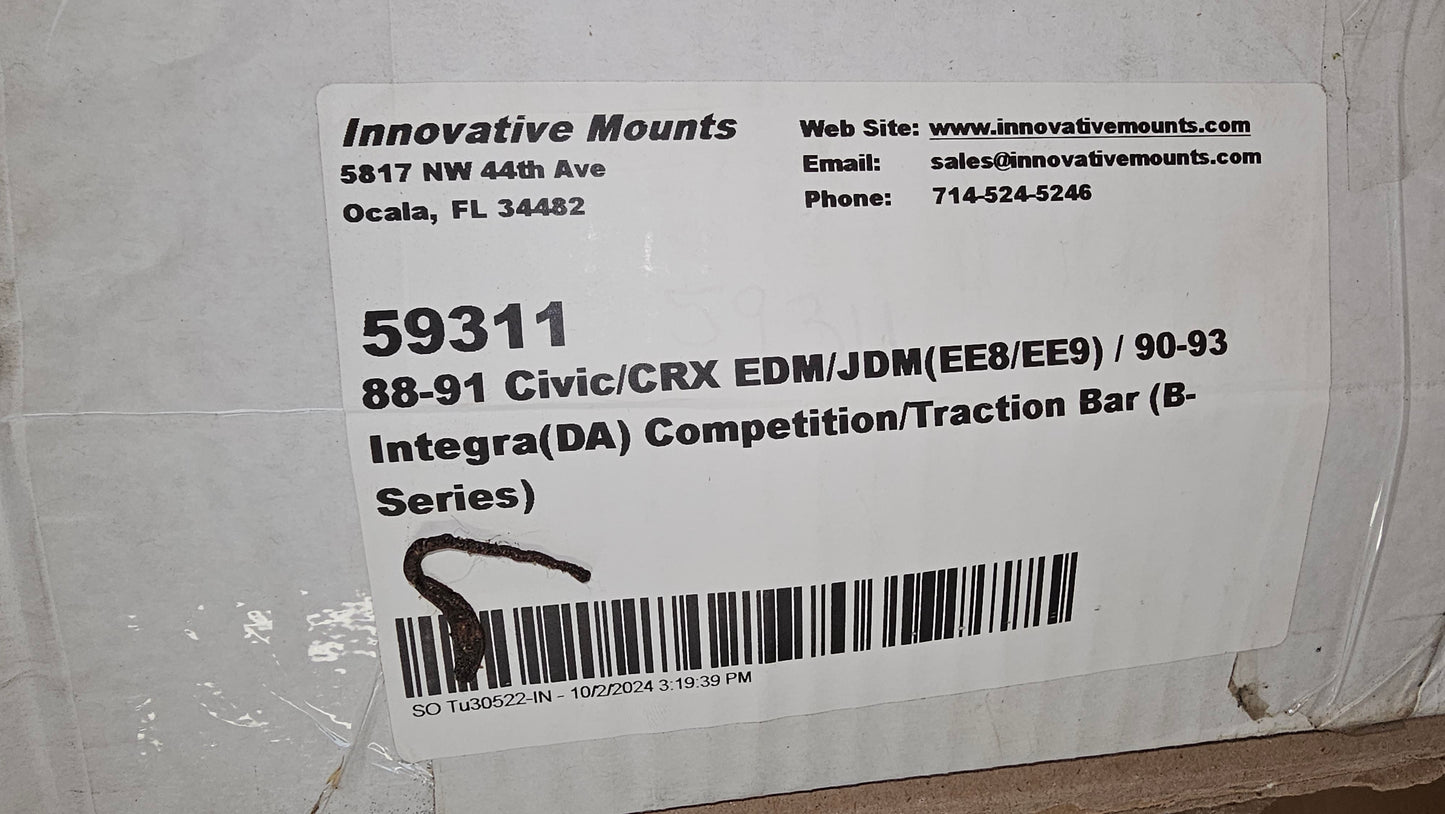 Innovative Mounts
5817 NW 44th Ave
Ocala, FL 34482
Web Site: www.innovativemounts.com
Email: sales@innovativemounts.com
Phone: 714-524-5246
59311
59311
88-91 Civic/CRX EDM/JDM(EE8/EE9) / 90-93
Integra(DA) Competition/Traction Bar (B-
Series)
SO Tu30522-IN - 10/2/2024 3:19:39 PM